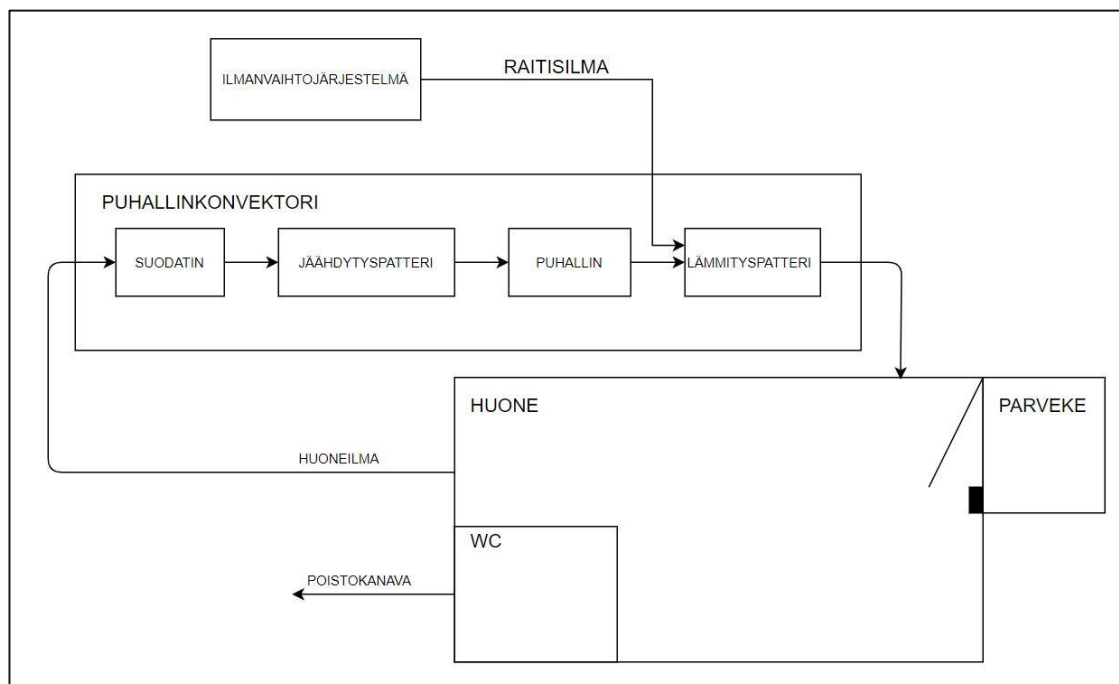 ILMANVAIHTOJÄRJESTELMÄ
RAITISILMA
PUHALLINKONVEKTORI
SUODATIN
JÄÄHDYTYSPATTERI
PUHALLIN
LÄMMITYSPATTERI
HUONE
PARVEKE
HUONEILMA
WC
POISTOKANAVA